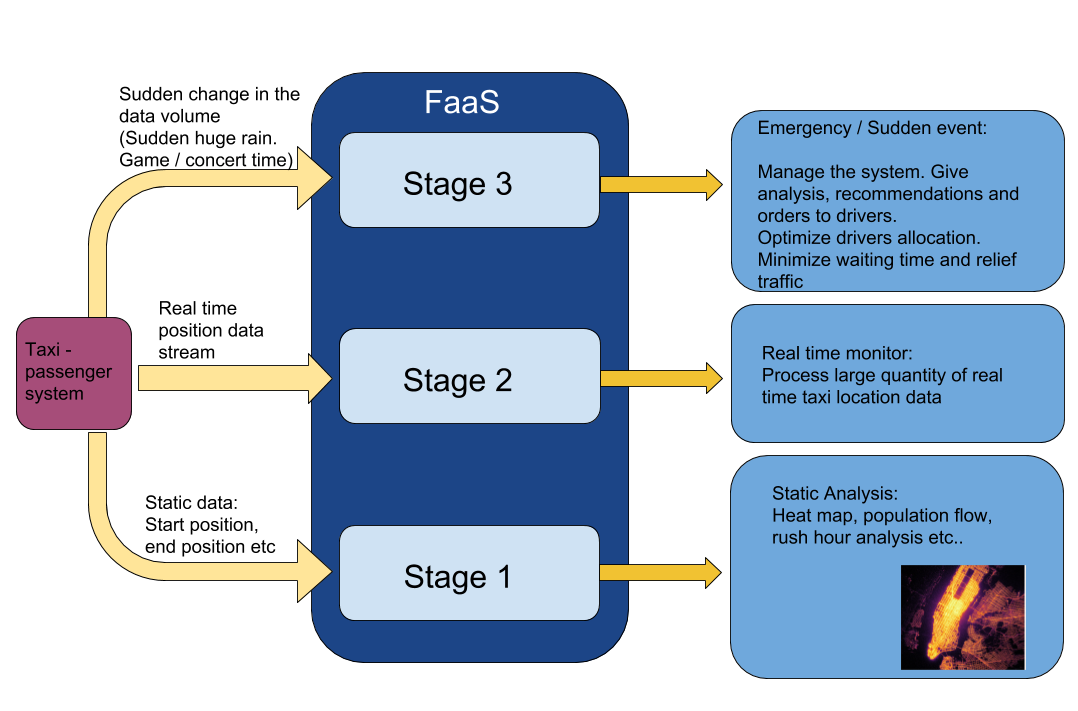 Sudden change in the
data volume
(Sudden huge rain.
Game / concert time)
FaaS
Stage 3
Emergency / Sudden event:
Manage the system. Give
analysis, recommendations and
orders to drivers.
Optimize drivers allocation.
Minimize waiting time and relief
traffic
Taxi -
passenger
system
Real time
position data
stream
Stage 2
Real time monitor:
Process large quantity of real
time taxi location data
Static data:
Start position,
end position etc
Stage 1
Static Analysis:
Heat map, population flow,
rush hour analysis etc..